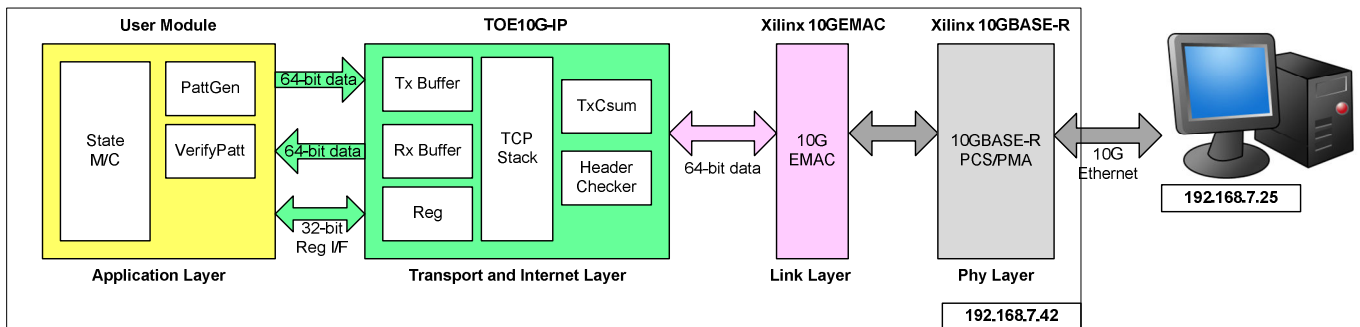 User Module
TOE10G-IP
Xilinx 10GEMAC
Xilinx 10GBASE-R
State
M/C
PattGen
VerifyPatt
64-bit data
64-bit data
32-bit
Reg I/F
Tx Buffer
Rx Buffer
Reg
TCP
Stack
TxCsum
Header
Checker
64-bit data
10G
EMAC
10GBASE-R
PCS/PMA
10G
Ethernet
192.168.7.25
Application Layer
Transport and Internet Layer
Link Layer
Phy Layer
192.168.7.42